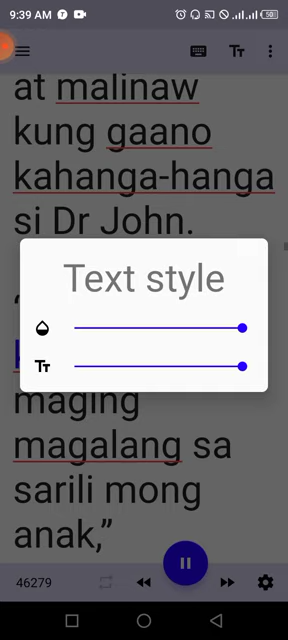 9:39 AM
50
at malinaw
kung gaano
kahanga-hanga
si Dr John.
Text style
maging
magalang sa
sarili mong
anak,”
46279